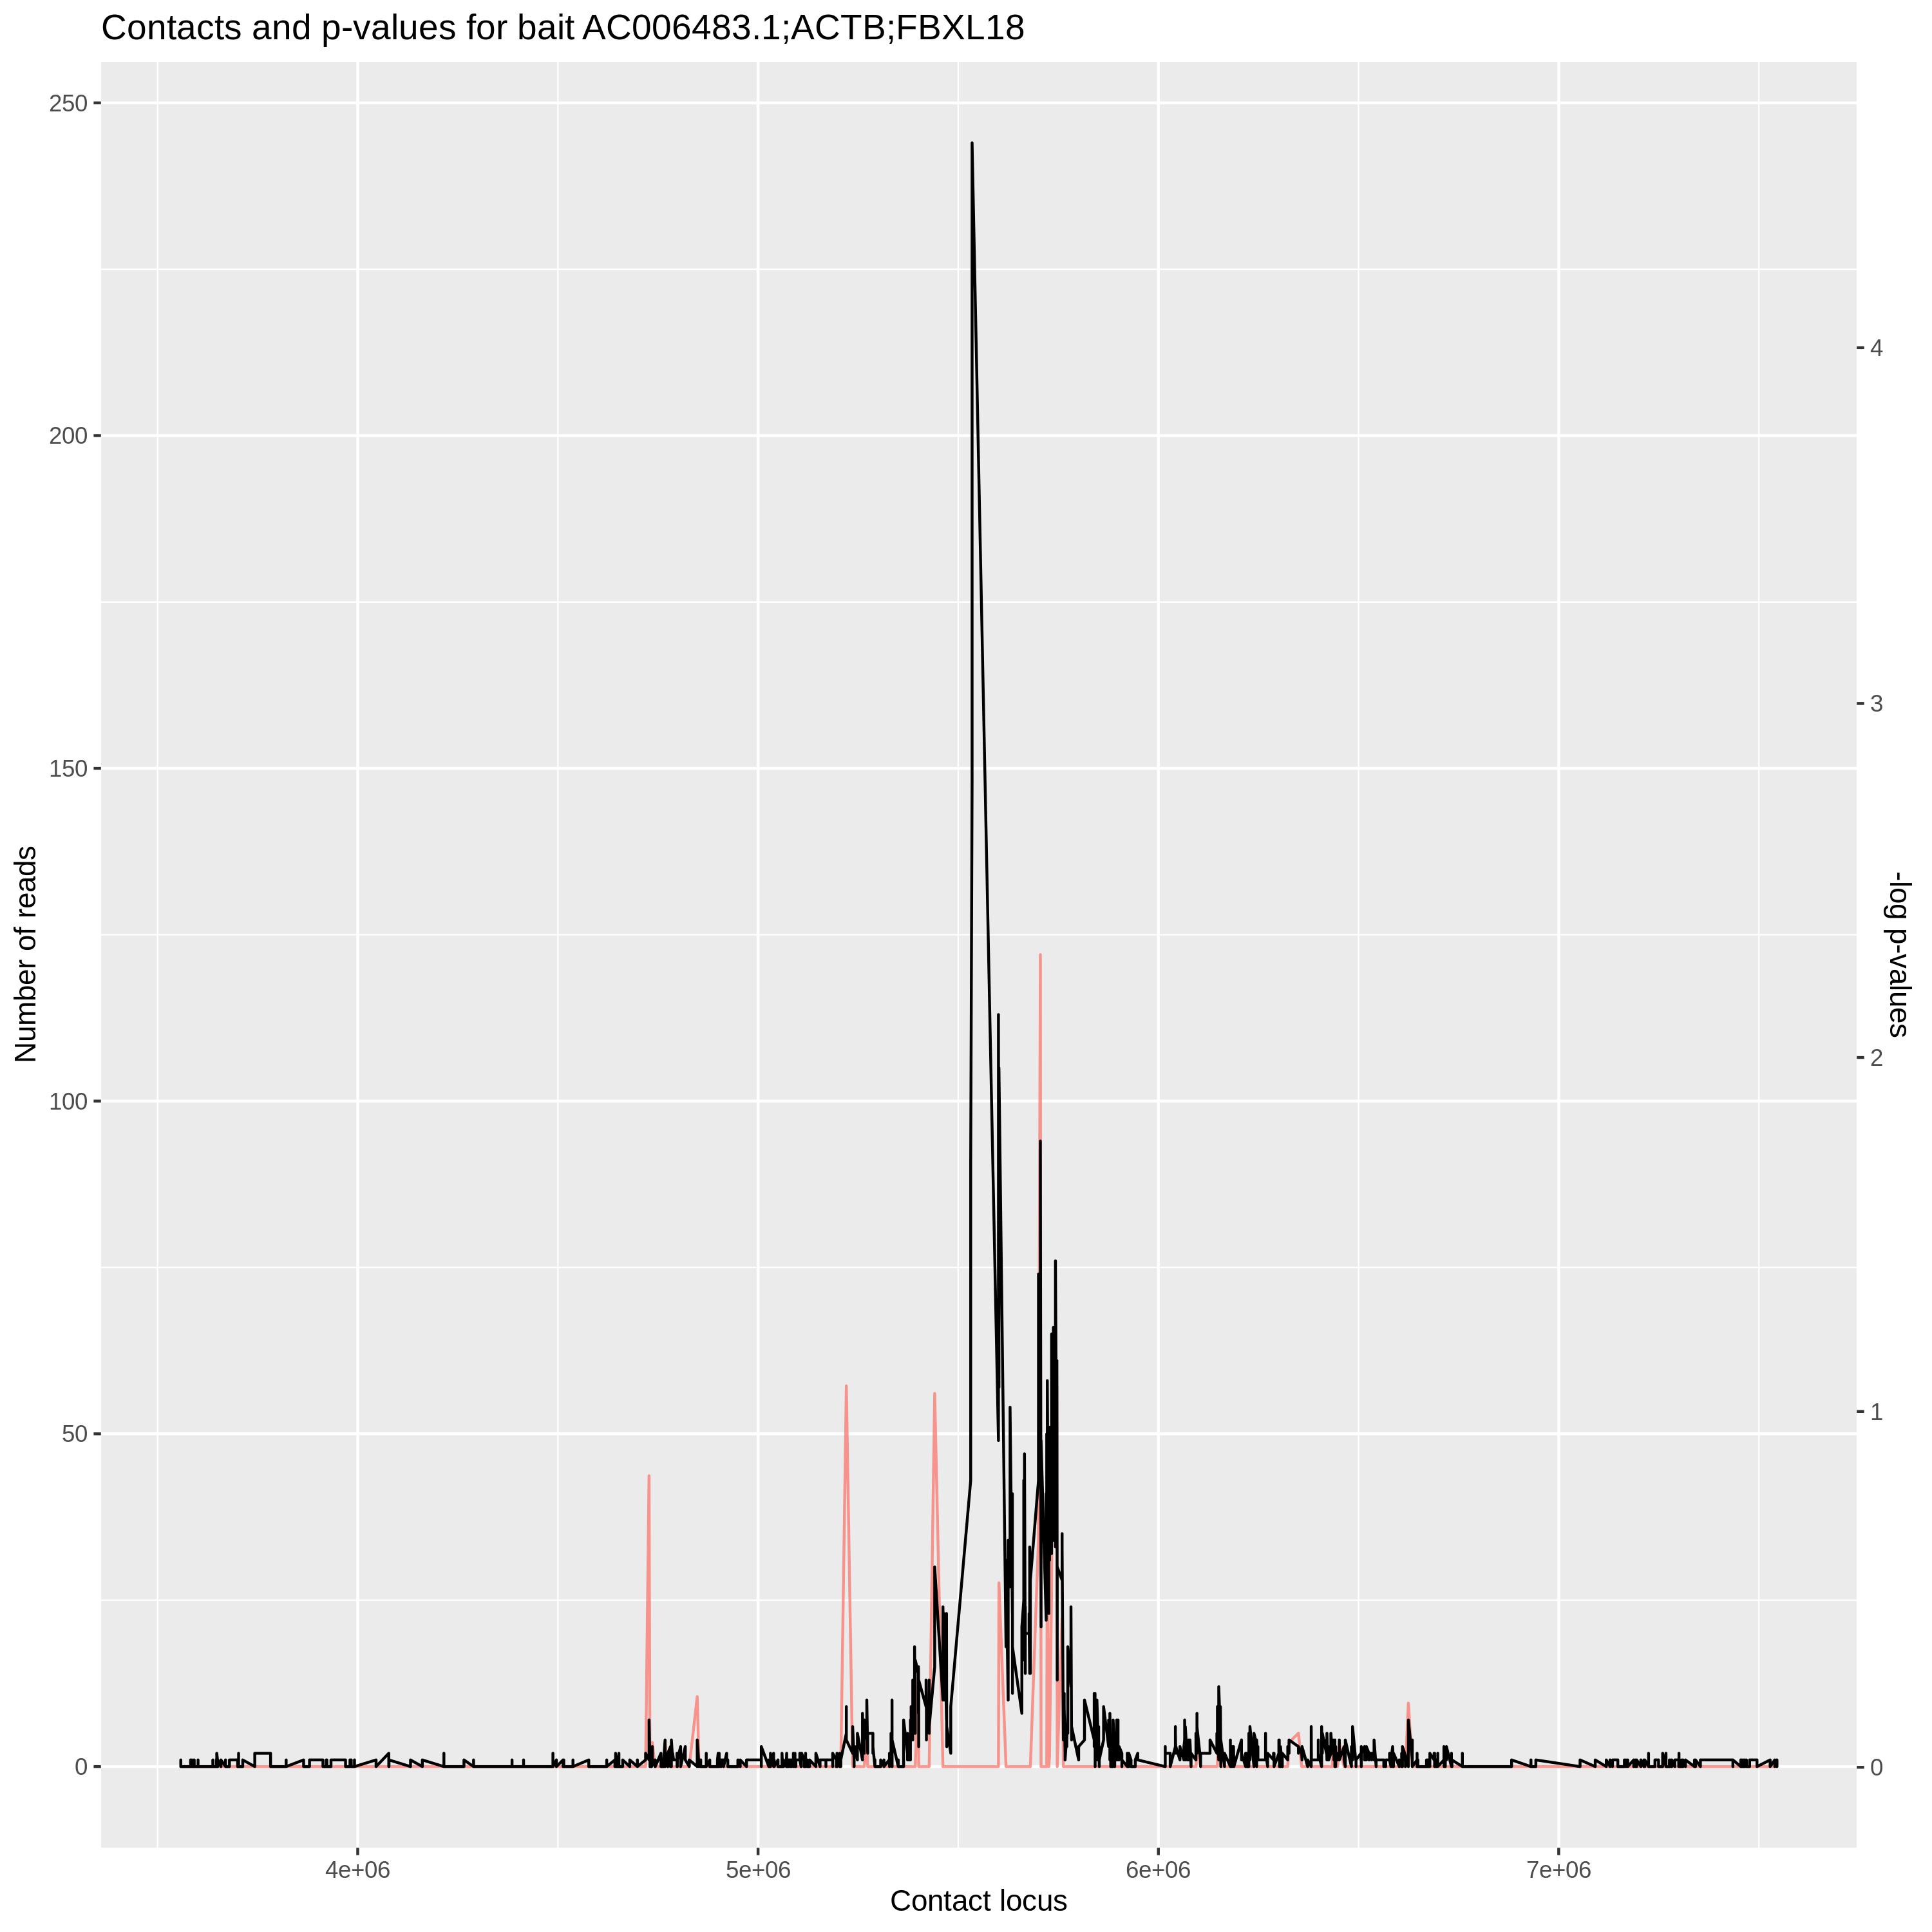 Contacts and p-values for bait AC006483.1;ACTB;FBXL18
250
200
150
100
50
0
Number of reads
4
3
2
1
0
-log p-values
4e+06
5e+06
6e+06
7e+06
Contact locus